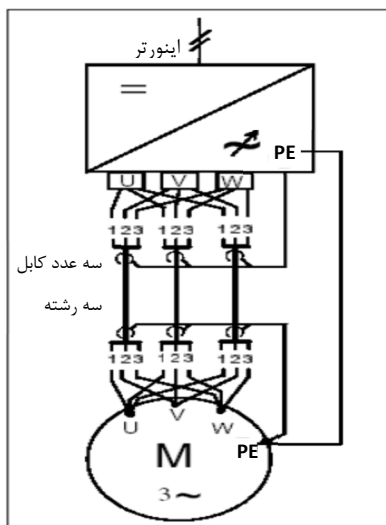 اینورتر
PE
U V W
123 123 123
سه عدد کابل
سه رشته
123 123 123
U V W
M
PE
3~